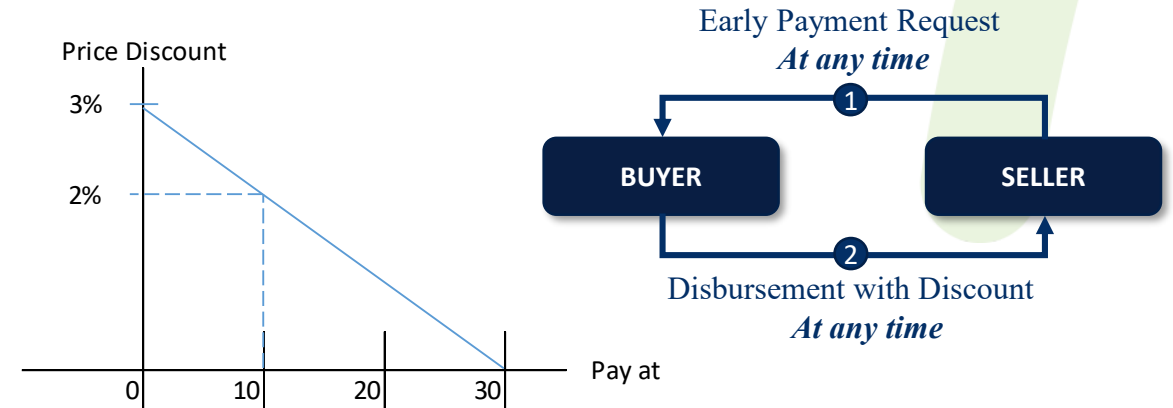 Price Discount
3%
2%
0
10
20
30
Pay at
Early Payment Request
At any time
1
BUYER
SELLER
2
Disbursement with Discount
At any time